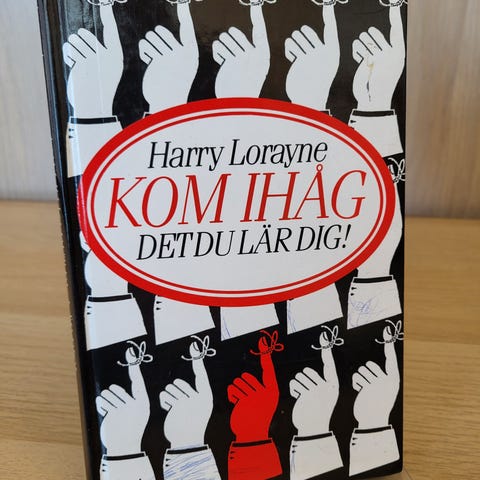 Harry Lorayne
KOM IHÅG
DET DU LÄR DIG!